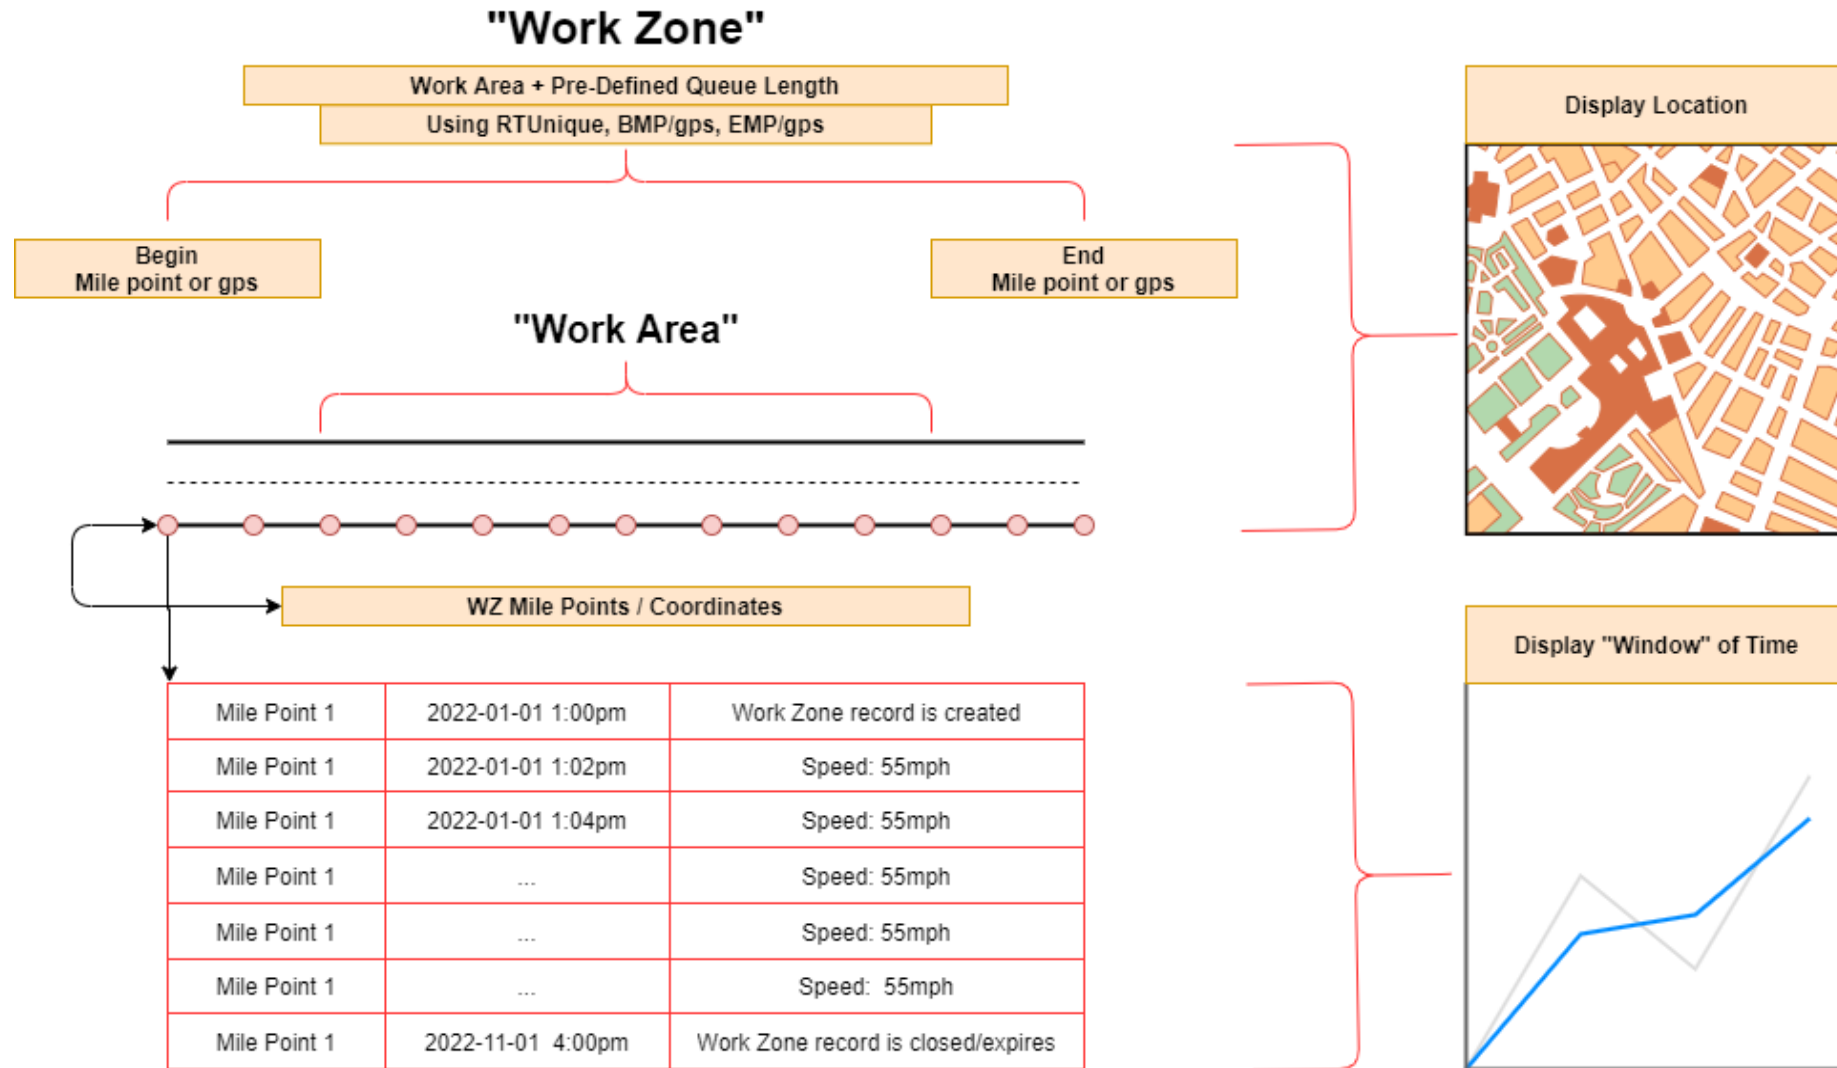 "Work Zone"
Work Area + Pre-Defined Queue Length
Using RTUnique, BMP/gps, EMP/gps
Begin
Mile point or gps
End
Mile point or gps
"Work Area"
WZ Mile Points / Coordinates
Mile Point 1 2022-01-01 1:00pm Work Zone record is created
Mile Point 1 2022-01-01 1:02pm Speed: 55mph
Mile Point 1 2022-01-01 1:04pm Speed: 55mph
Mile Point 1 ... Speed: 55mph
Mile Point 1 ... Speed: 55mph
Mile Point 1 ... Speed:  55mph
Mile Point 1 2022-11-01  4:00pm Work Zone record is closed/expires
Display Location
Display "Window" of Time